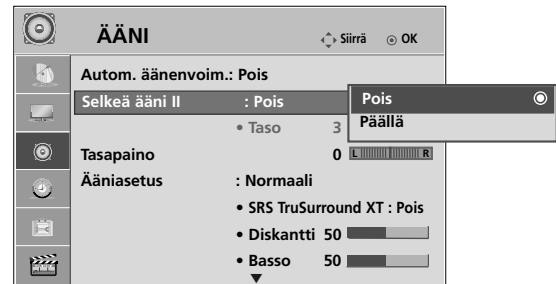 ÄÄNI Siirrä OK
Autom. äänenvoim.: Pois
Selkeä ääni II : Pois
Pois
Päällä
• Taso 3
Tasapaino 0 L R
Ääniasetus : Normaali
• SRS TruSurround XT : Pois
• Diskantti 50
• Basso 50